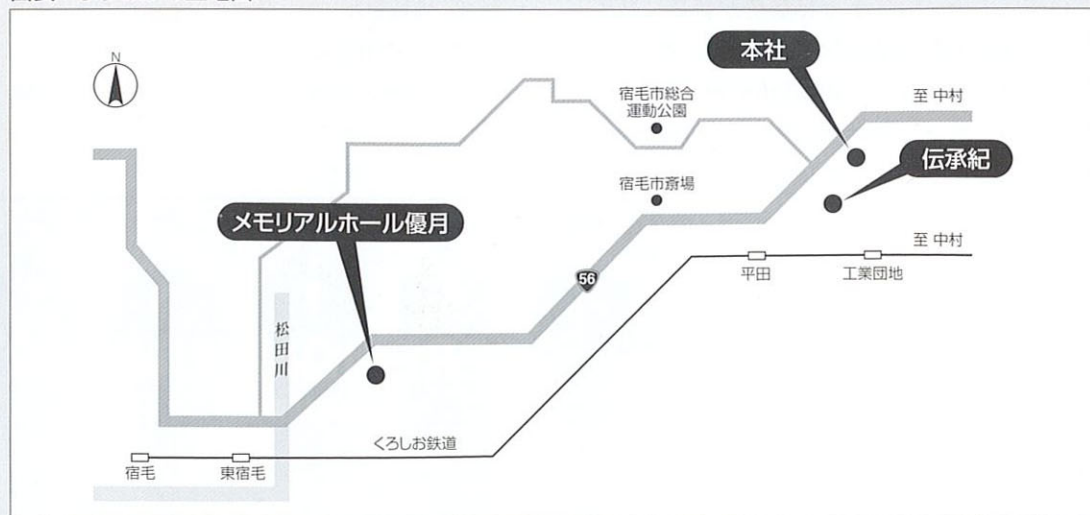 N
本社
宿毛市総合
運動公園
至 中村
伝承紀
宿毛市斎場
メモリアルホール優月
至 中村
平田
工業団地
56
松田川
くろしお鉄道
宿毛
東宿毛